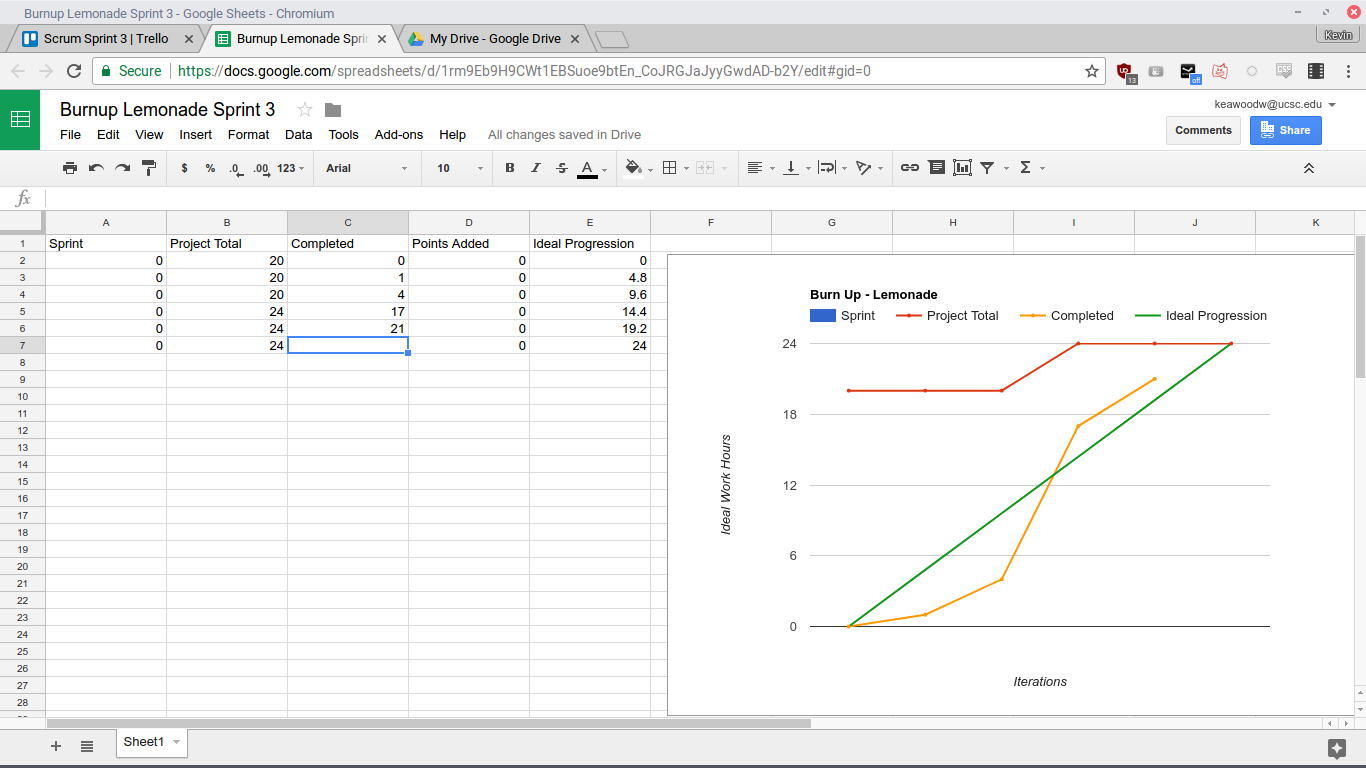 Burnup Lemonade Sprint 3 - Google Sheets - Chromium
Scrum Sprint 3 | Trello
Burnup Lemonade Spri
My Drive - Google Drive
Kevin
Secure
https://docs.google.com/spreadsheets/d/1rm9Eb9H9CWt1EBSuoe9btEn_CoJRGJaJyyGwdAD-b2Y/edit#gid=0
13
off
CSS
Burnup Lemonade Sprint 3
keawoodw@ucsc.edu
File Edit View Insert Format Data Tools Add-ons Help All changes saved in Drive
Comments
Share
$ % .0 .00 123 Arial 10 B I S A Σ
fx
A B C D E F G H I J K
1 Sprint Project Total Completed Points Added Ideal Progression
2 0 20 0 0 0
3 0 20 1 0 4.8
4 0 20 4 0 9.6
5 0 24 17 0 14.4
6 0 24 21 0 19.2
7 0 24 0 24
8
9
10
11
12
13
14
15
16
17
18
19
20
21
22
23
24
25
26
27
28
Burn Up - Lemonade
Sprint Project Total Completed Ideal Progression
24
18
12
6
0
Ideal Work Hours
Iterations
Sheet1